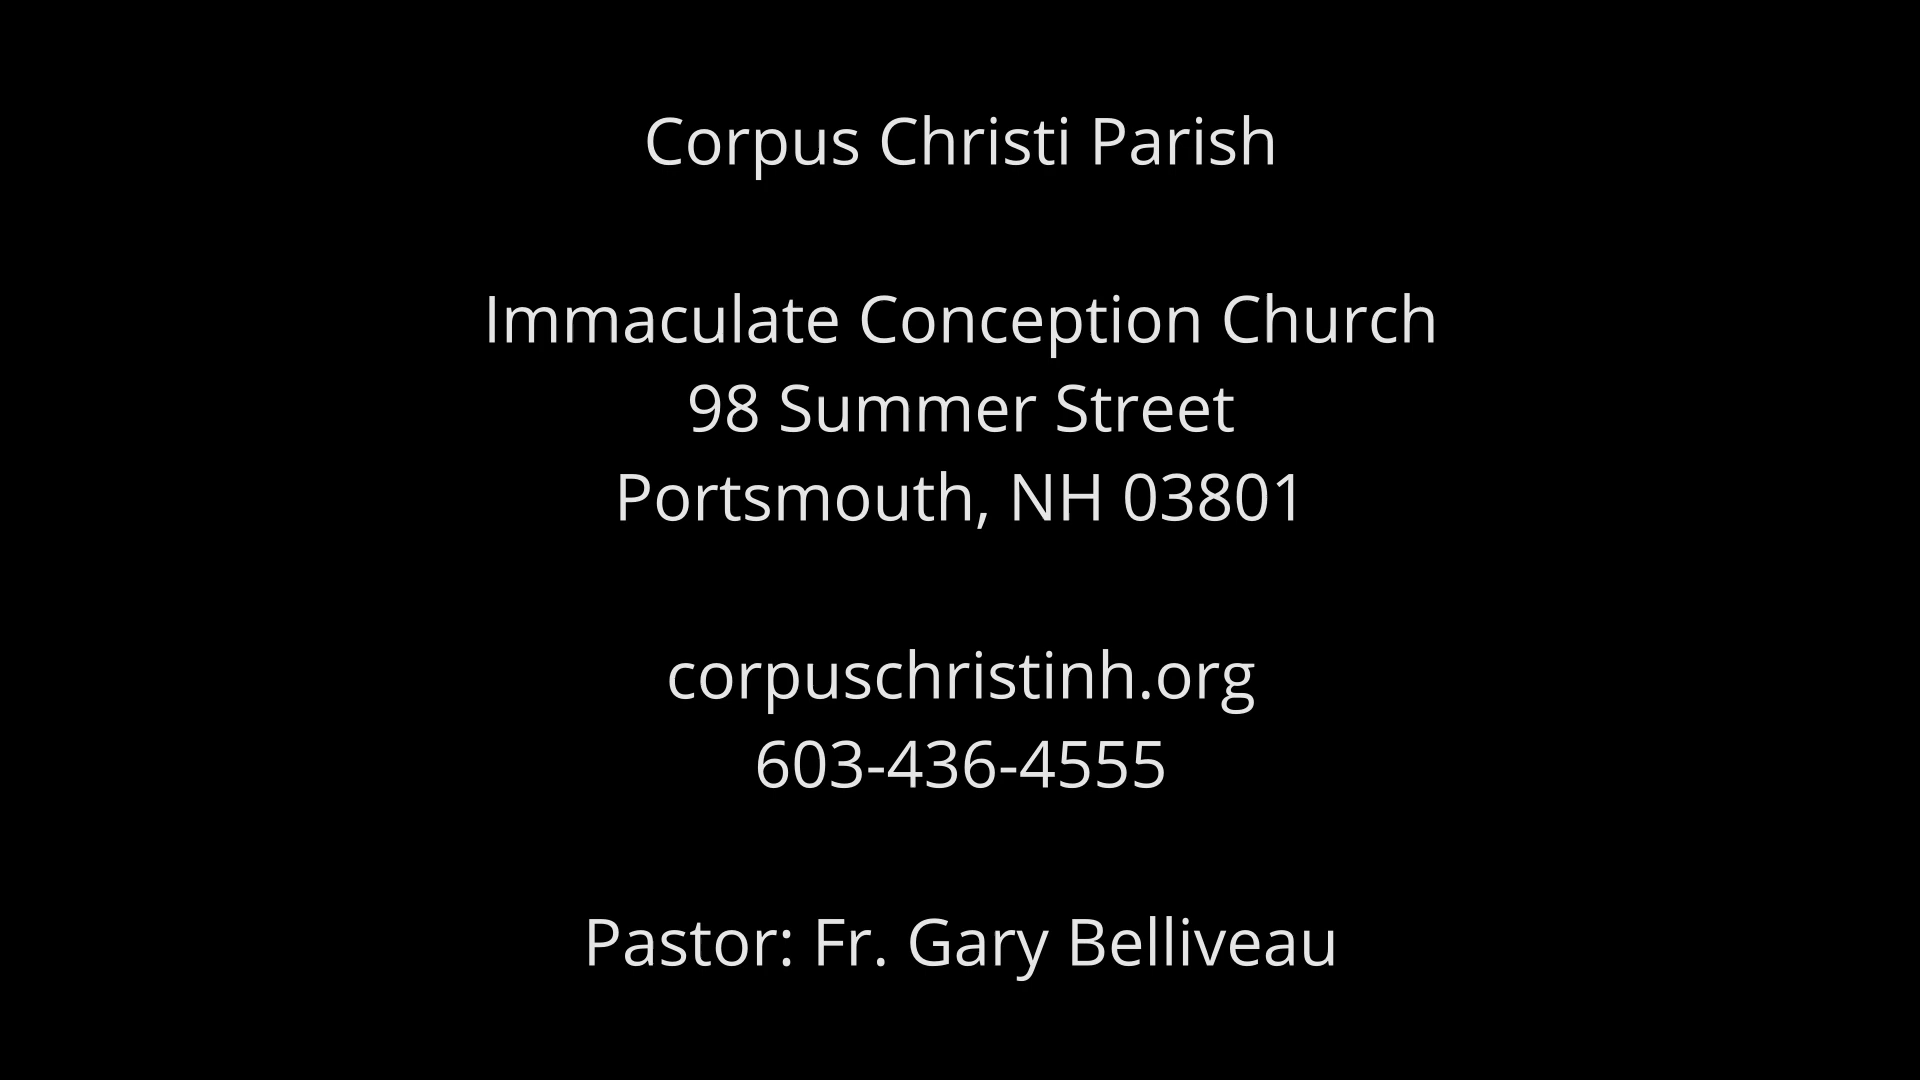 Corpus Christi Parish
Immaculate Conception Church
98 Summer Street
Portsmouth, NH 03801
corpuschristinh.org
603-436-4555
Pastor: Fr. Gary Belliveau